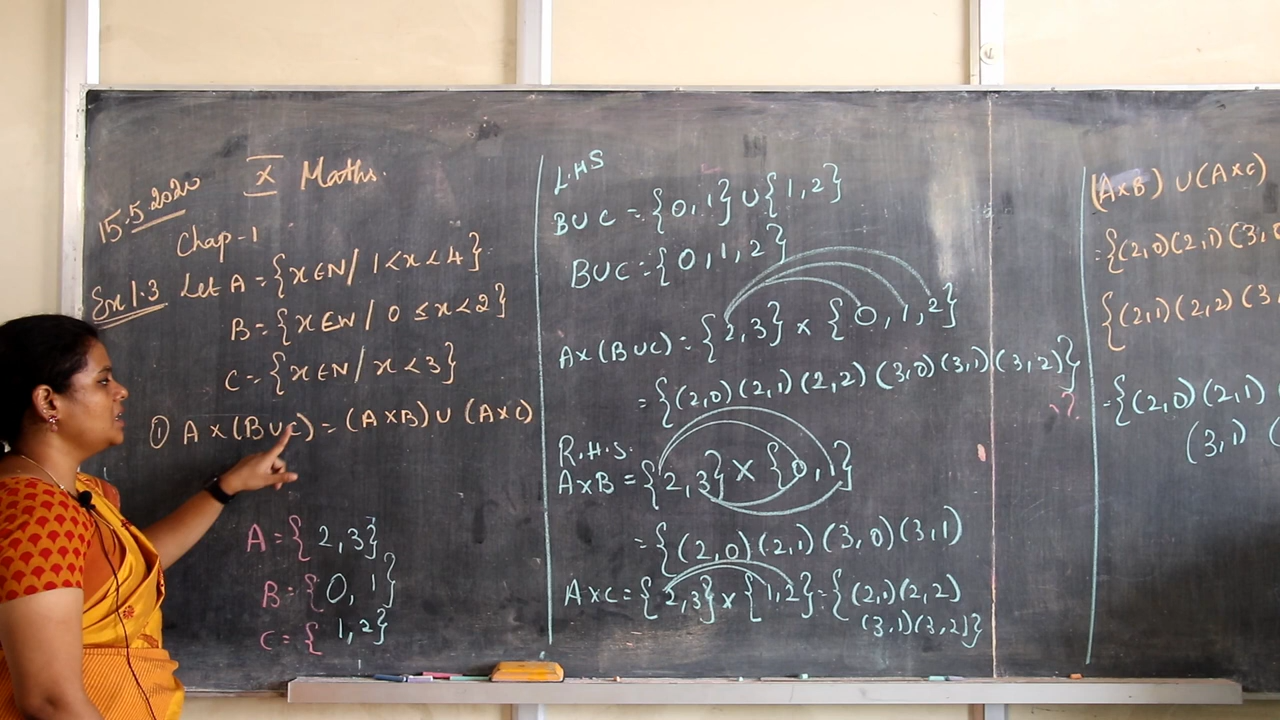 15.5.2020
X Maths
Chap-1
Ex 1.3 Let A = {x∈N / 1<x<4}
B = {x∈W / 0≤x<2}
C = {x∈N / x<3}
① A×(B∪C) = (A×B)∪(A×C)
A = { 2,3}
B = { 0, 1}
C = { 1,2}
L.H.S
B∪C = {0,1}∪{1,2}
B∪C = {0,1,2}
A×(B∪C) = {2,3} × {0,1,2}
= {(2,0)(2,1)(2,2)(3,0)(3,1)(3,2)}
R.H.S.
A×B = {2,3} × {0,1}
= {(2,0)(2,1)(3,0)(3,1)
A×C = {2,3}×{1,2} = {(2,1)(2,2)
(3,1)(3,2)}
(A×B)∪(A×C)
= {(2,0)(2,1)(3,0
{(2,1)(2,2)(3,
= {(2,0)(2,1)
(3,1) (